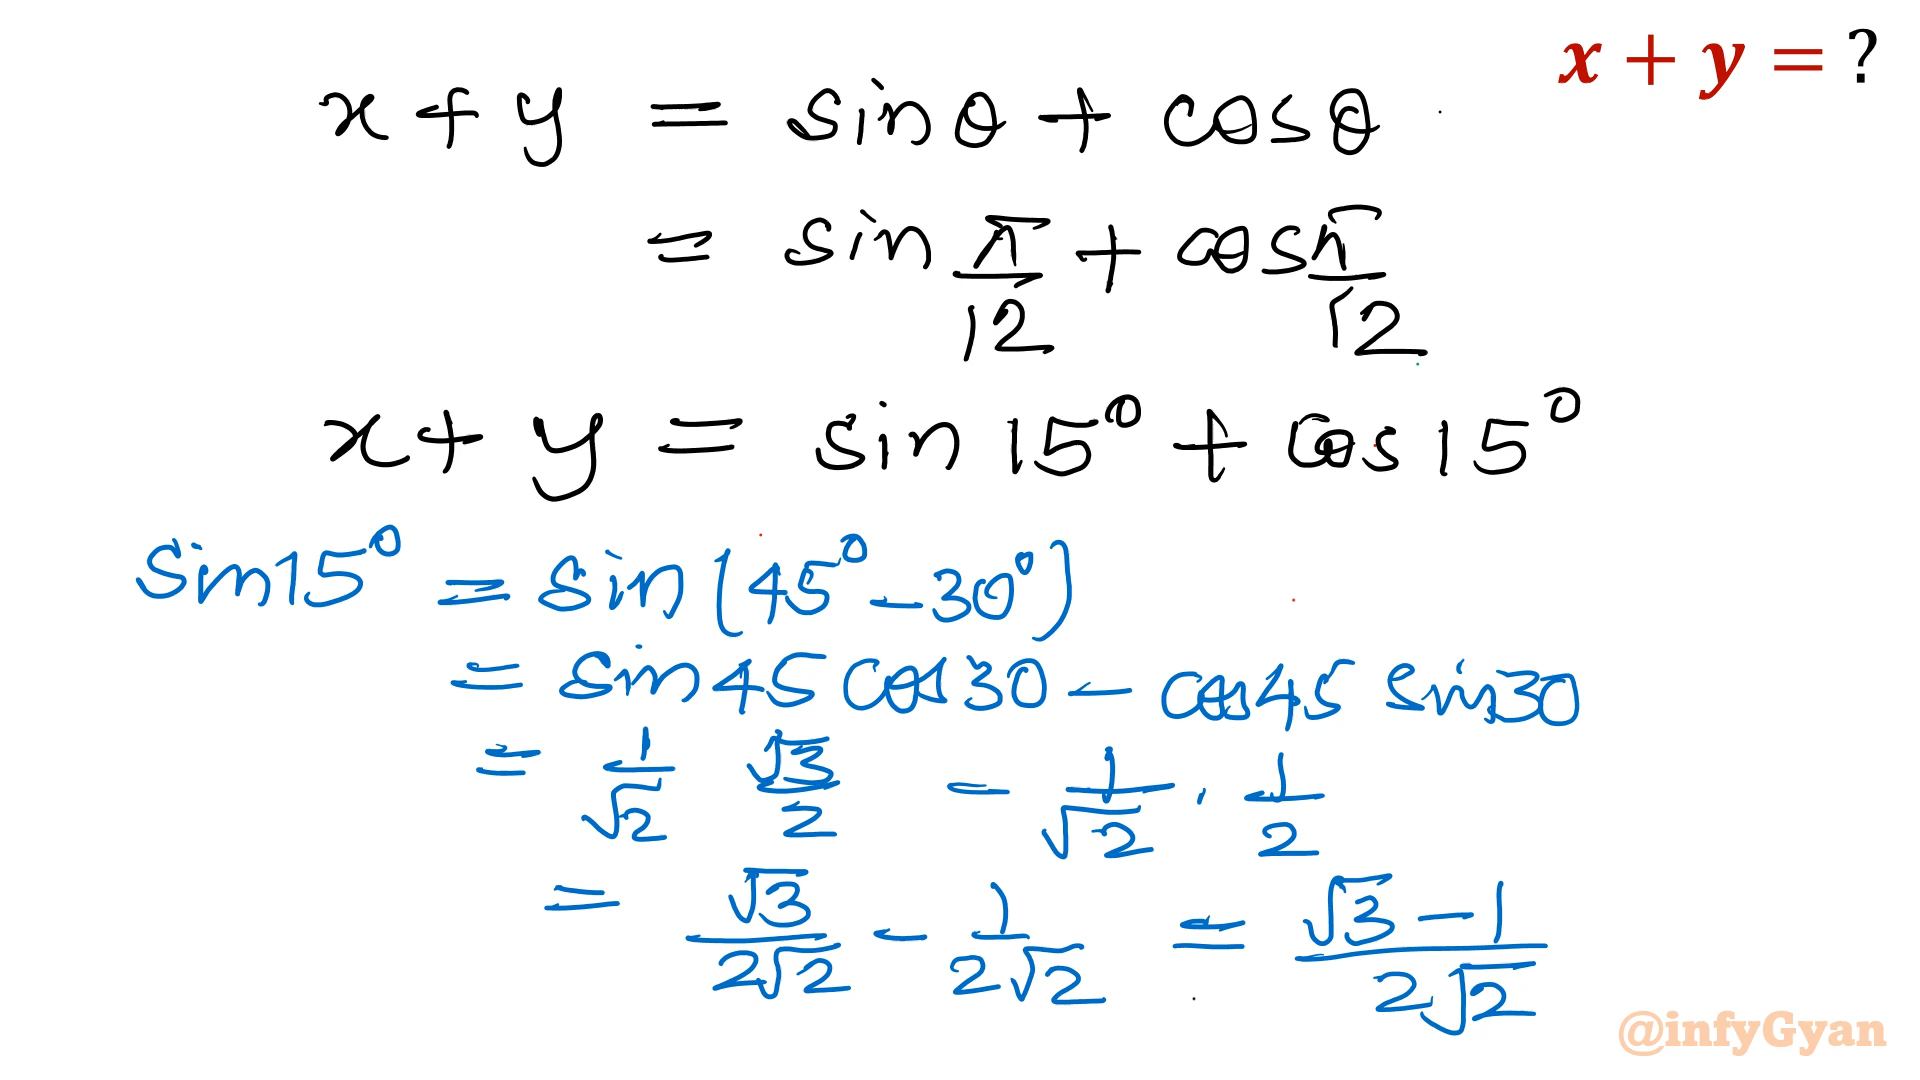 x + y = ?
x + y = sinθ + cosθ
= sin π/12 + cos π/12
x + y = sin 15° + cos 15°
Sin15° = sin (45° - 30°)
= sin45 cos30 - cos45 sin30
= 1/√2 √3/2 - 1/√2 · 1/2
= √3/2√2 - 1/2√2 = √3 - 1/2√2
@infyGyan